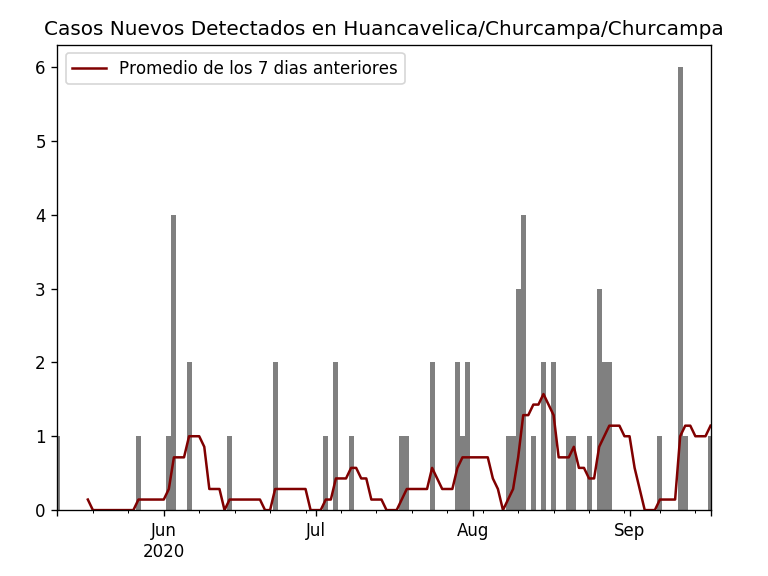 Casos Nuevos Detectados en Huancavelica/Churcampa/Churcampa
Promedio de los 7 dias anteriores
6
5
4
3
2
1
0
Jun Jul Aug Sep
2020